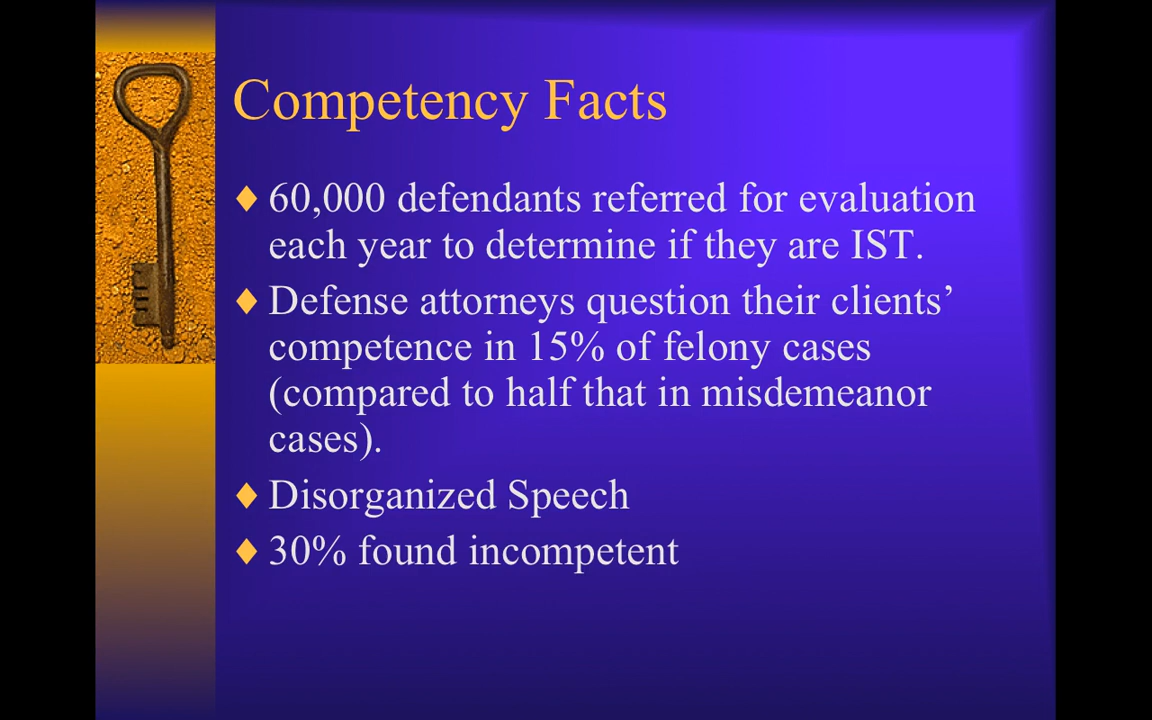 Competency Facts
♦ 60,000 defendants referred for evaluation
each year to determine if they are IST.
♦ Defense attorneys question their clients’
competence in 15% of felony cases
(compared to half that in misdemeanor
cases).
♦ Disorganized Speech
♦ 30% found incompetent